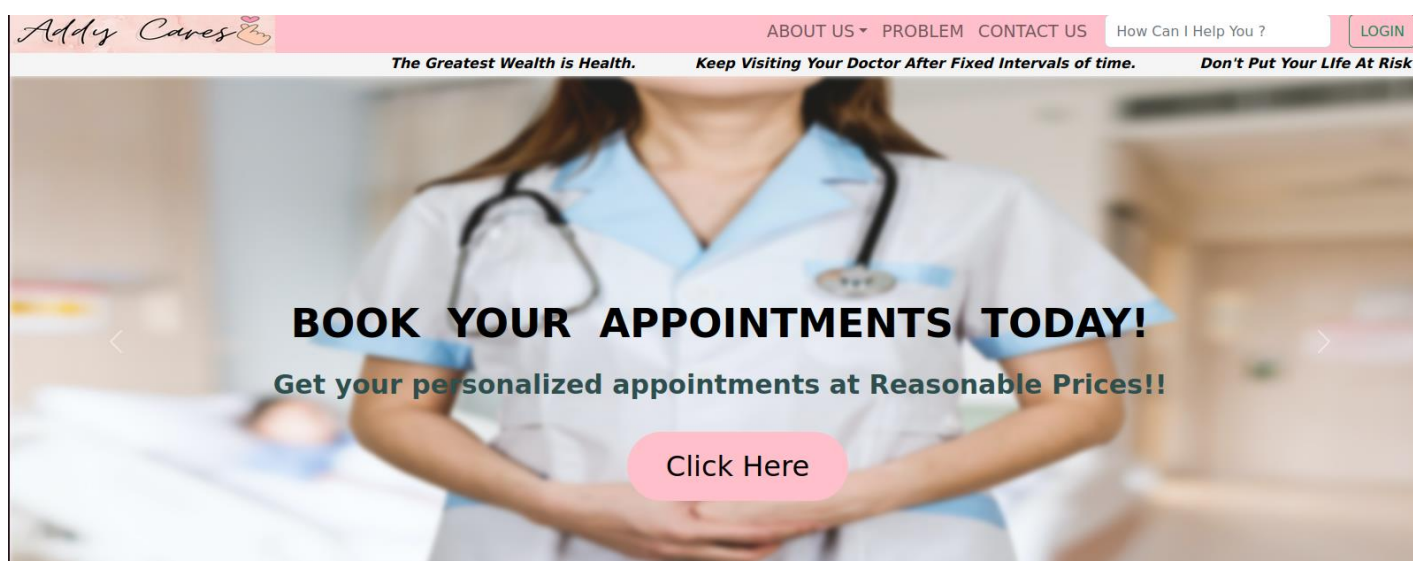 Addy Cares
ABOUT US PROBLEM CONTACT US How Can I Help You ? LOGIN
The Greatest Wealth is Health. Keep Visiting Your Doctor After Fixed Intervals of time. Don't Put Your LIfe At Risk
BOOK YOUR APPOINTMENTS TODAY!
Get your personalized appointments at Reasonable Prices!!
Click Here